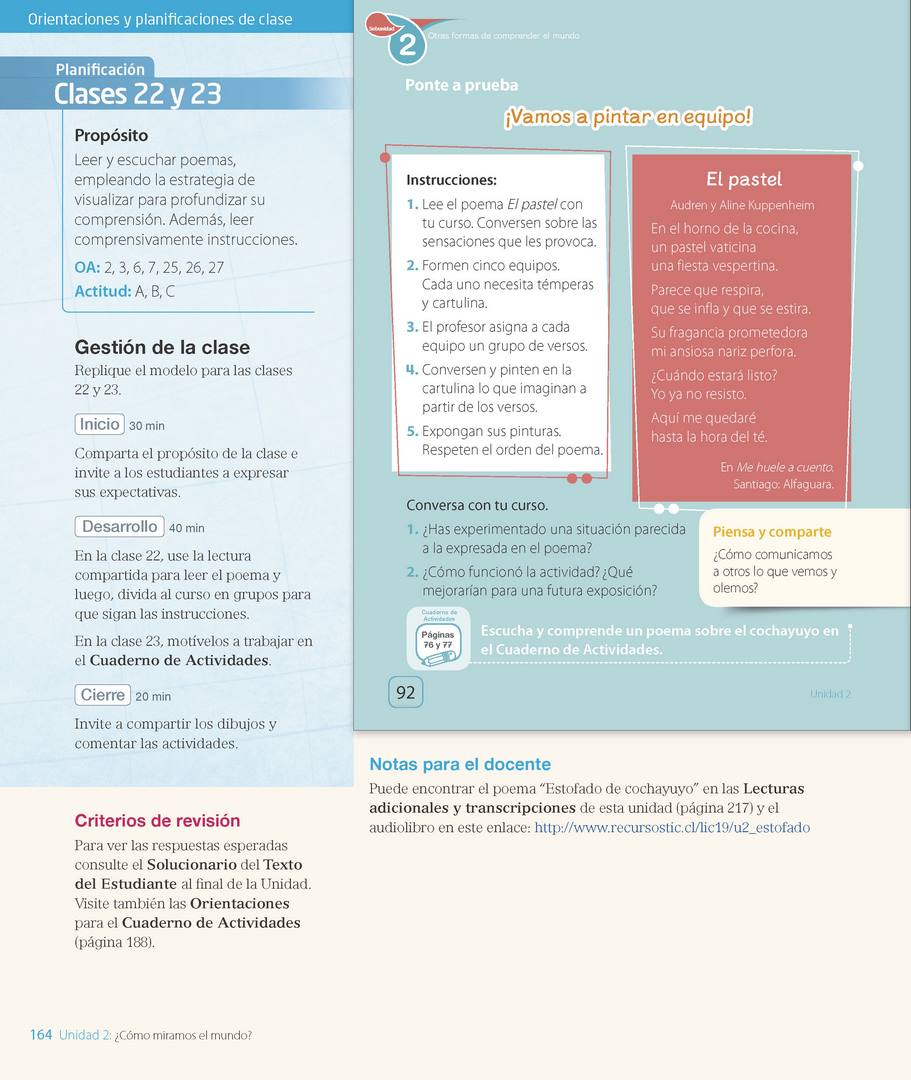 Orientaciones y planificaciones de clase
Planificación
Clases 22 y 23
Propósito
Leer y escuchar poemas,
empleando la estrategia de
visualizar para profundizar su
comprensión. Además, leer
comprensivamente instrucciones.
OA: 2, 3, 6, 7, 25, 26, 27
Actitud: A, B, C
Gestión de la clase
Replique el modelo para las clases
22 y 23.
Inicio 30 min
Comparta el propósito de la clase e
invite a los estudiantes a expresar
sus expectativas.
Desarrollo 40 min
En la clase 22, use la lectura
compartida para leer el poema y
luego, divida al curso en grupos para
que sigan las instrucciones.
En la clase 23, motívelos a trabajar en
el Cuaderno de Actividades.
Cierre 20 min
Invite a compartir los dibujos y
comentar las actividades.
Criterios de revisión
Para ver las respuestas esperadas
consulte el Solucionario del Texto
del Estudiante al final de la Unidad.
Visite también las Orientaciones
para el Cuaderno de Actividades
(página 188).
Subunidad
2
Otras formas de comprender el mundo
Ponte a prueba
¡Vamos a pintar en equipo!
Instrucciones:
1. Lee el poema El pastel con
tu curso. Conversen sobre las
sensaciones que les provoca.
2. Formen cinco equipos.
Cada uno necesita témperas
y cartulina.
3. El profesor asigna a cada
equipo un grupo de versos.
4. Conversen y pinten en la
cartulina lo que imaginan a
partir de los versos.
5. Expongan sus pinturas.
Respeten el orden del poema.
El pastel
Audren y Aline Kuppenheim
En el horno de la cocina,
un pastel vaticina
una fiesta vespertina.
Parece que respira,
que se infla y que se estira.
Su fragancia prometedora
mi ansiosa nariz perfora.
¿Cuándo estará listo?
Yo ya no resisto.
Aquí me quedaré
hasta la hora del té.
En Me huele a cuento.
Santiago: Alfaguara.
Conversa con tu curso.
1. ¿Has experimentado una situación parecida
a la expresada en el poema?
2. ¿Cómo funcionó la actividad? ¿Qué
mejorarían para una futura exposición?
Piensa y comparte
¿Cómo comunicamos
a otros lo que vemos y
olemos?
Cuaderno de
Actividades
Páginas
76 y 77
Escucha y comprende un poema sobre el cochayuyo en
el Cuaderno de Actividades.
92
Unidad 2
Notas para el docente
Puede encontrar el poema “Estofado de cochayuyo” en las Lecturas
adicionales y transcripciones de esta unidad (página 217) y el
audiolibro en este enlace: http://www.recursostic.cl/lic19/u2_estofado
164 Unidad 2: ¿Cómo miramos el mundo?